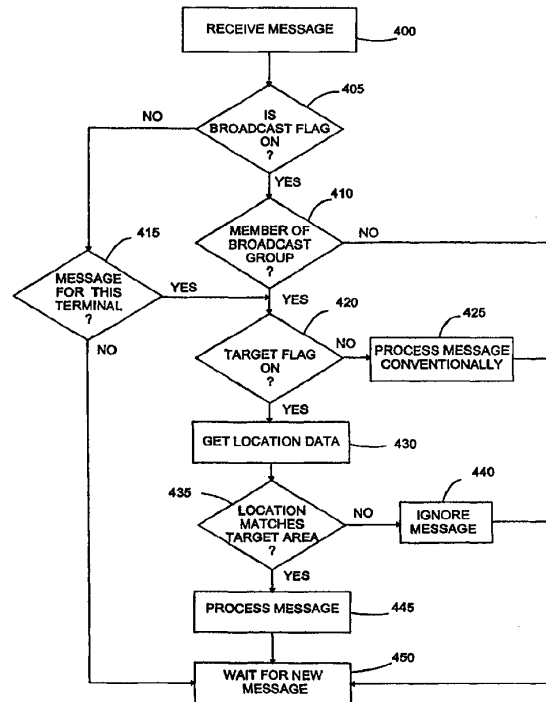 RECEIVE MESSAGE
400
405
IS
BROADCAST FLAG
ON
?
NO
YES
410
MEMBER OF
BROADCAST
GROUP
?
NO
YES
415
MESSAGE
FOR THIS
TERMINAL
?
YES
NO
420
TARGET FLAG
ON
?
NO
YES
425
PROCESS MESSAGE
CONVENTIONALLY
GET LOCATION DATA
430
435
LOCATION
MATCHES
TARGET AREA
?
NO
YES
440
IGNORE
MESSAGE
PROCESS MESSAGE
445
WAIT FOR NEW
MESSAGE
450